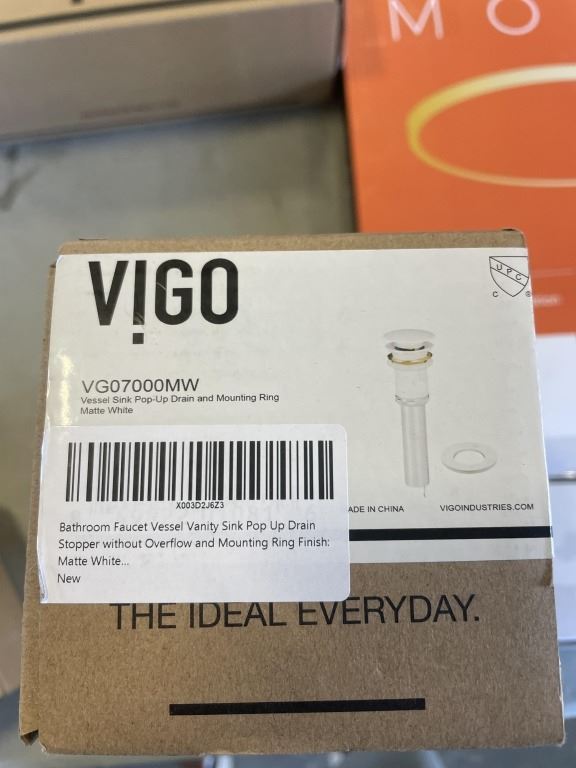 MO
VIGO
UPC
C ®
VG07000MW
Vessel Sink Pop-Up Drain and Mounting Ring
Matte White
X003D2J6Z3
Bathroom Faucet Vessel Vanity Sink Pop Up Drain
Stopper without Overflow and Mounting Ring Finish:
Matte White...
New
ADE IN CHINA
VIGOINDUSTRIES.COM
THE IDEAL EVERYDAY.